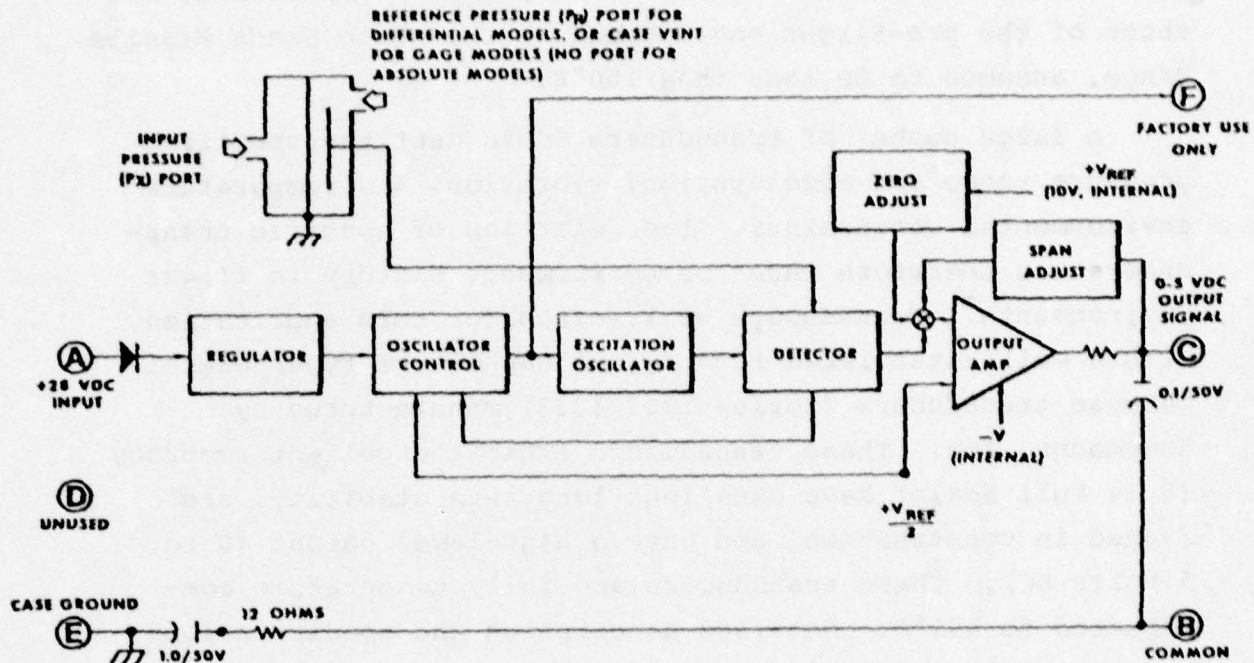 REFERENCE PRESSURE (PR) PORT FOR
DIFFERENTIAL MODELS, OR CASE VENT
FOR GAGE MODELS (NO PORT FOR
ABSOLUTE MODELS)
INPUT
PRESSURE
(PX) PORT
F
FACTORY USE
ONLY
ZERO
ADJUST
+VREF
(10V, INTERNAL)
SPAN
ADJUST
0-5 VDC
OUTPUT
SIGNAL
A
+28 VDC
INPUT
REGULATOR
OSCILLATOR
CONTROL
EXCITATION
OSCILLATOR
DETECTOR
OUTPUT
AMP
C
0.1/50V
-V
(INTERNAL)
+VREF
D
UNUSED
CASE GROUND
E
12 OHMS
1.0/50V
B
COMMON